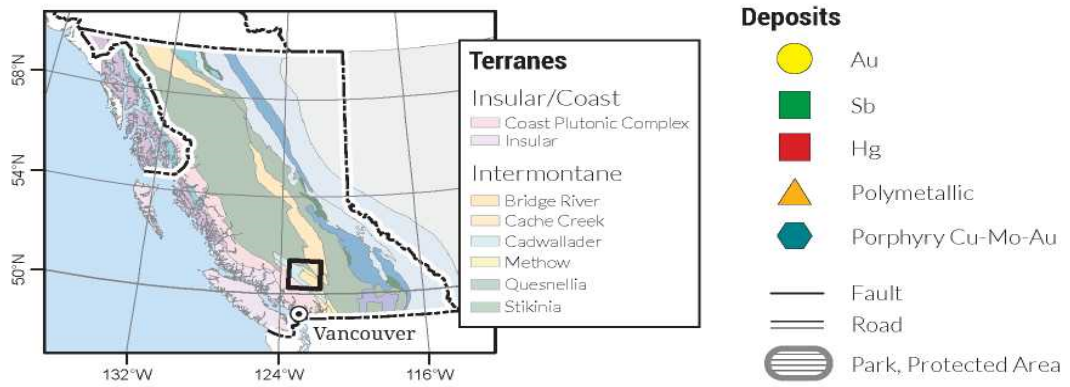 58°N
54°N
50°N
132°W
124°W
116°W
Vancouver
Terranes
Insular/Coast
Coast Plutonic Complex
Insular
Intermontane
Bridge River
Cache Creek
Cadwallader
Methow
Quesnellia
Stikinia
Deposits
Au
Sb
Hg
Polymetallic
Porphyry Cu-Mo-Au
Fault
Road
Park, Protected Area